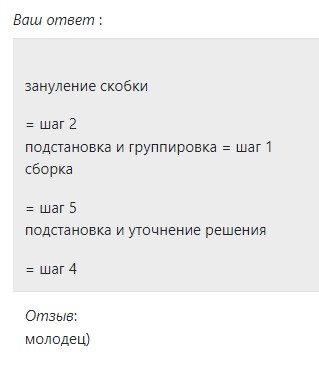 Ваш ответ :
зануление скобки
= шаг 2
подстановка и группировка = шаг 1
сборка
= шаг 5
подстановка и уточнение решения
= шаг 4
Отзыв:
молодец)